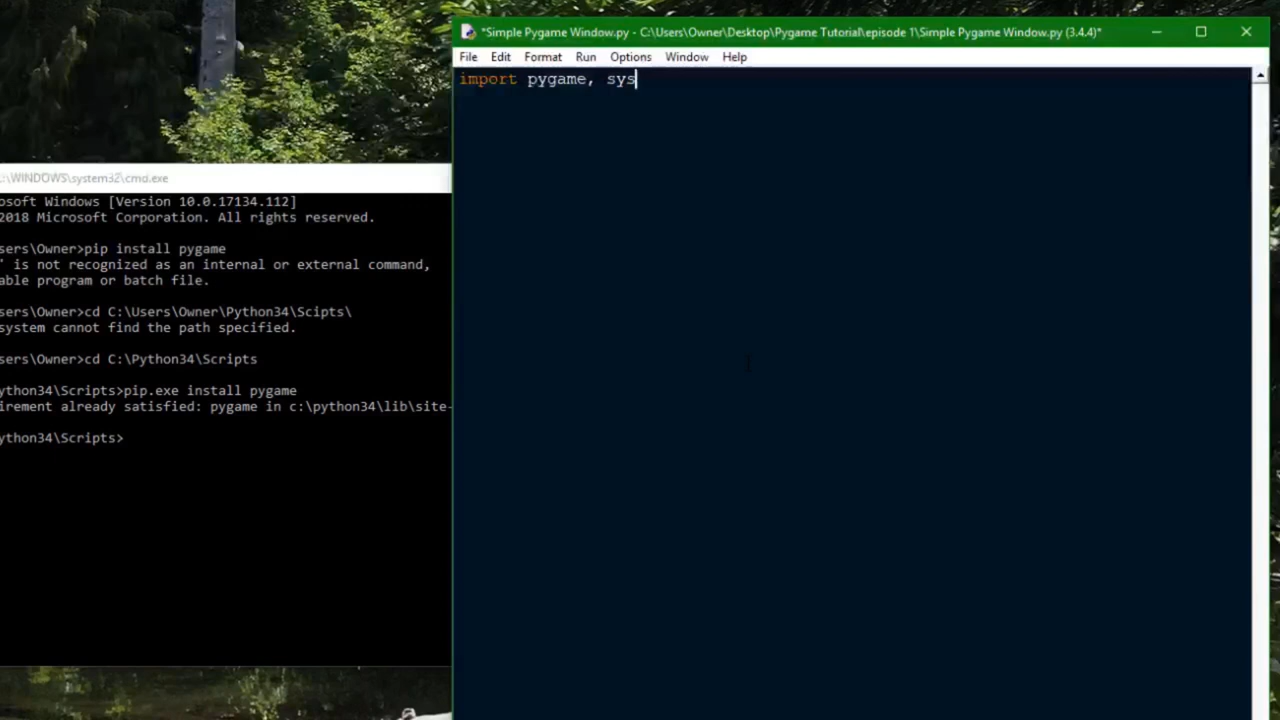 *Simple Pygame Window.py - C:\Users\Owner\Desktop\Pygame Tutorial\episode 1\Simple Pygame Window.py (3.4.4)*
File Edit Format Run Options Window Help
import pygame, sys
:\WINDOWS\system32\cmd.exe
osoft Windows [Version 10.0.17134.112]
2018 Microsoft Corporation. All rights reserved.
sers\Owner>pip install pygame
' is not recognized as an internal or external command,
able program or batch file.
sers\Owner>cd C:\Users\Owner\Python34\Scipts\
system cannot find the path specified.
sers\Owner>cd C:\Python34\Scripts
ython34\Scripts>pip.exe install pygame
irement already satisfied: pygame in c:\python34\lib\site-
ython34\Scripts>